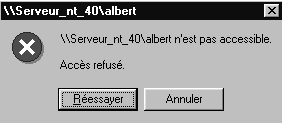 \\Serveur_nt_40\albert
\\Serveur_nt_40\albert n'est pas accessible.
Accès refusé.
Réessayer
Annuler